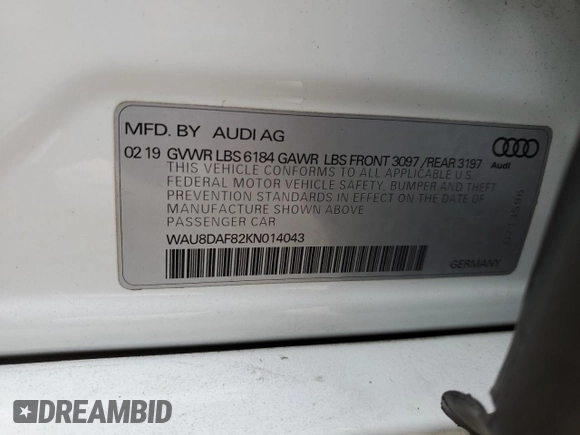 MFD. BY AUDI AG
02 19 GVWR LBS 6184 GAWR LBS FRONT 3097/REAR 3197
THIS VEHICLE CONFORMS TO ALL APPLICABLE U.S.
FEDERAL MOTOR VEHICLE SAFETY, BUMPER AND THEFT
PREVENTION STANDARDS IN EFFECT ON THE DATE OF
MANUFACTURE SHOWN ABOVE
PASSENGER CAR
WAU8DAF82KN014043
Audi
GERMANY
DREAMBID